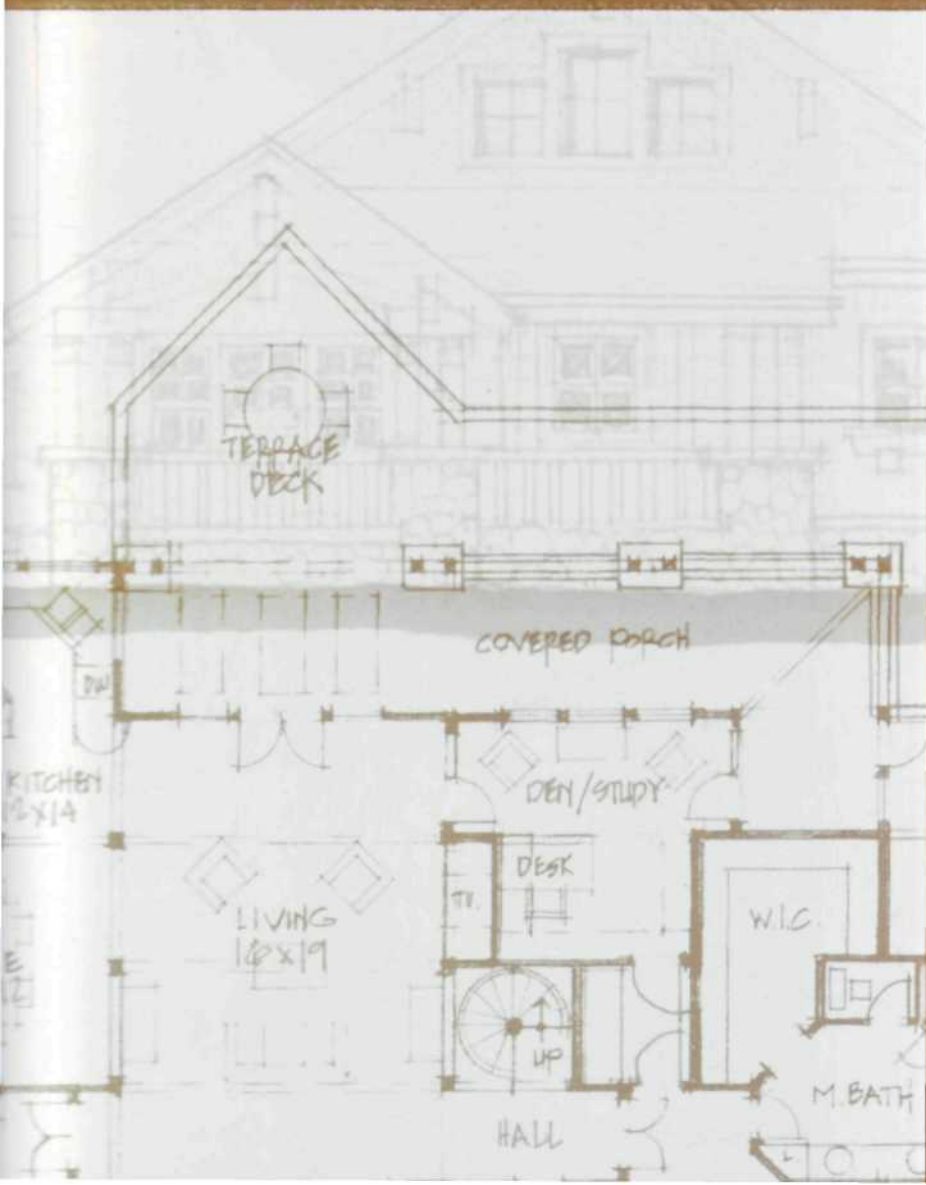 TERRACE
DECK
COVERED PORCH
DW
KITCHEN
12X14
DEN/STUDY
DESK
TV.
LIVING
16X19
W.I.C.
UP
M. BATH
HALL
L